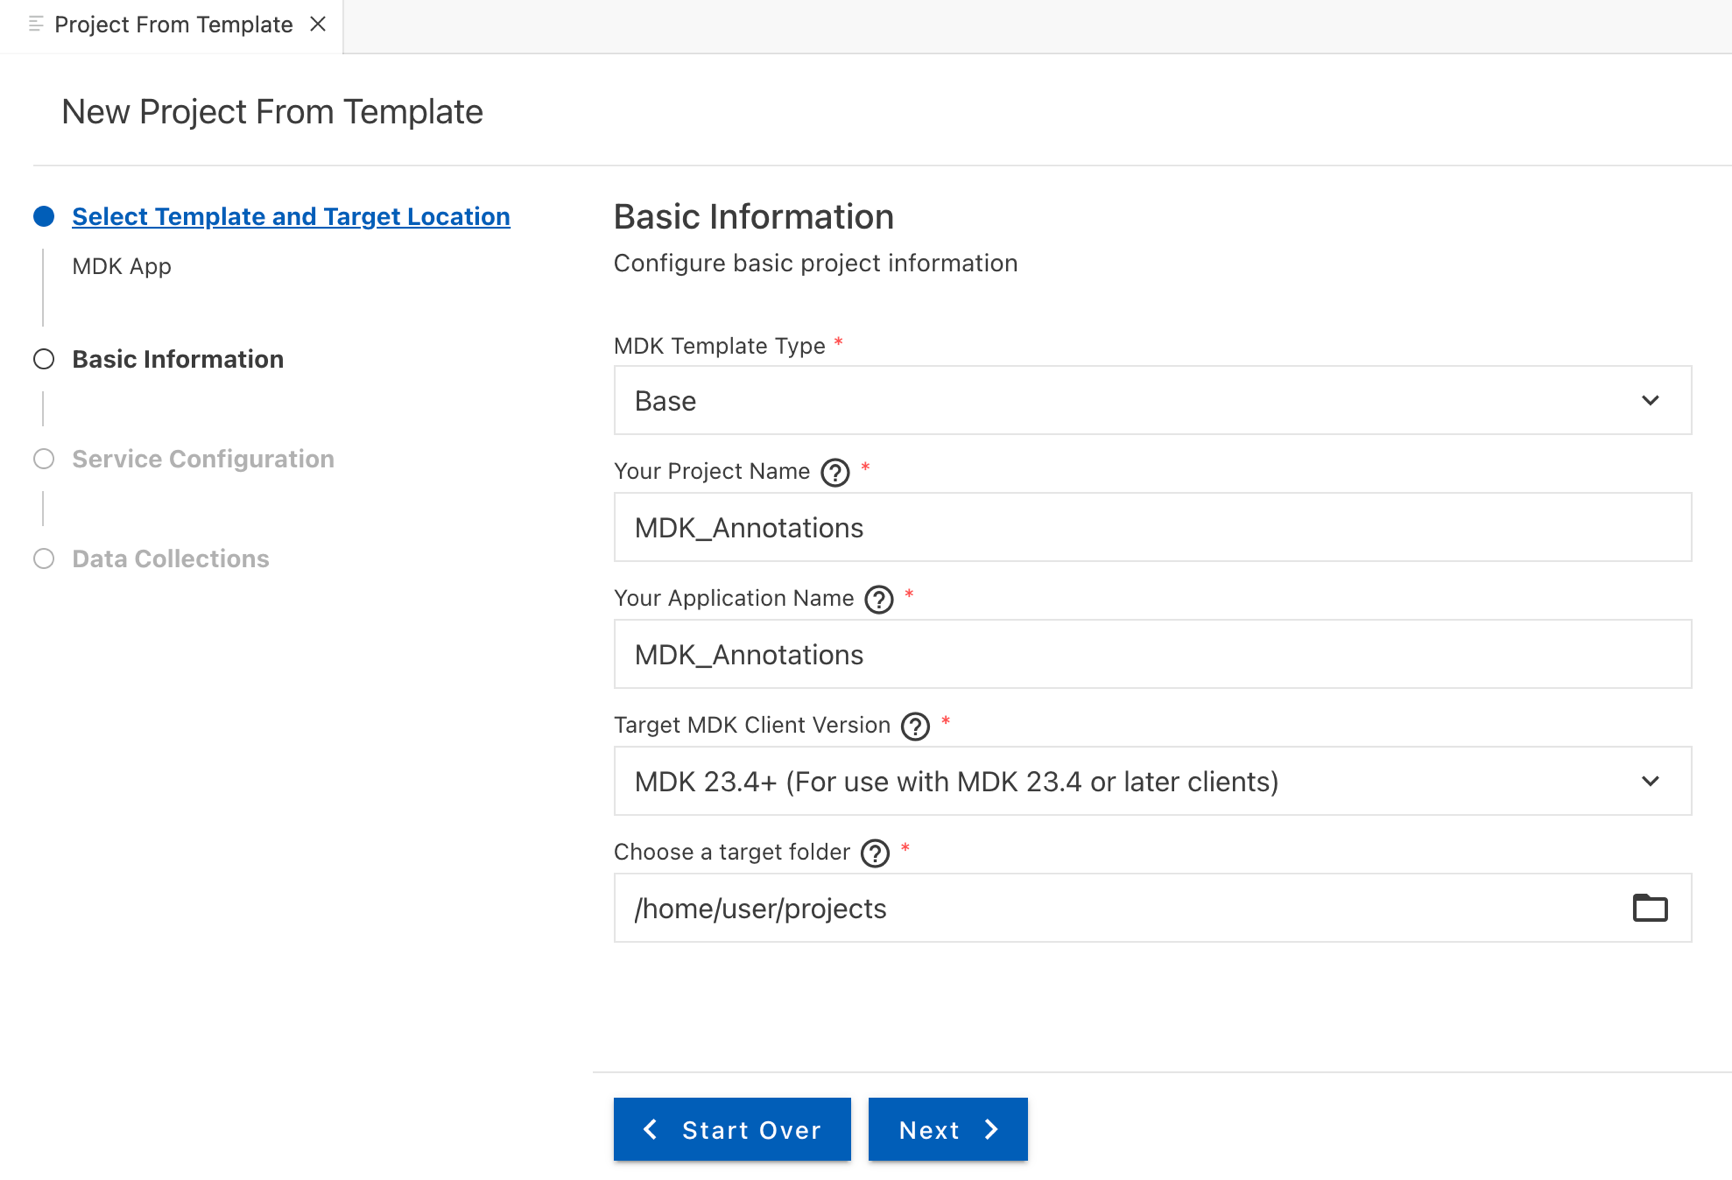 Project From Template
New Project From Template
Select Template and Target Location
MDK App
Basic Information
Service Configuration
Data Collections
Basic Information
Configure basic project information
MDK Template Type *
Base
Your Project Name ? *
MDK_Annotations
Your Application Name ? *
MDK_Annotations
Target MDK Client Version ? *
MDK 23.4+ (For use with MDK 23.4 or later clients)
Choose a target folder ? *
/home/user/projects
Start Over
Next